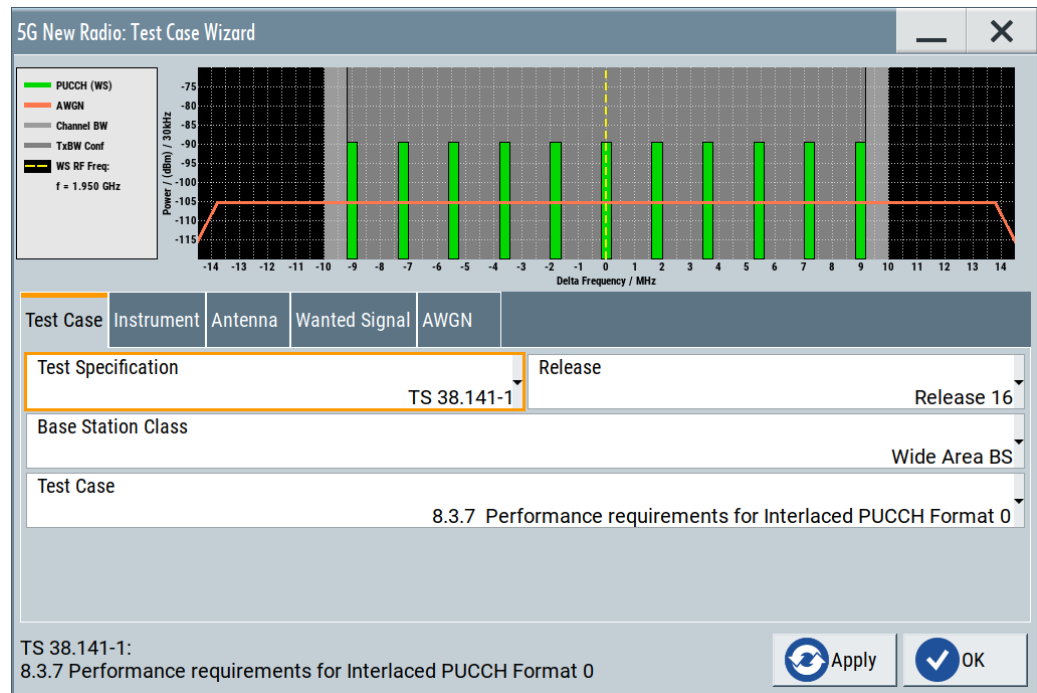 5G New Radio: Test Case Wizard
PUCCH (WS)
AWGN
Channel BW
TxBW Conf
WS RF Freq:
f = 1.950 GHz
Power / (dBm) / 30kHz
-75
-80
-85
-90
-95
-100
-105
-110
-115
-14 -13 -12 -11 -10 -9 -8 -7 -6 -5 -4 -3 -2 -1 0 1 2 3 4 5 6 7 8 9 10 11 12 13 14
Delta Frequency / MHz
Test Case Instrument Antenna Wanted Signal AWGN
Test Specification
TS 38.141-1
Release
Release 16
Base Station Class
Wide Area BS
Test Case
8.3.7 Performance requirements for Interlaced PUCCH Format 0
TS 38.141-1:
8.3.7 Performance requirements for Interlaced PUCCH Format 0
Apply
OK